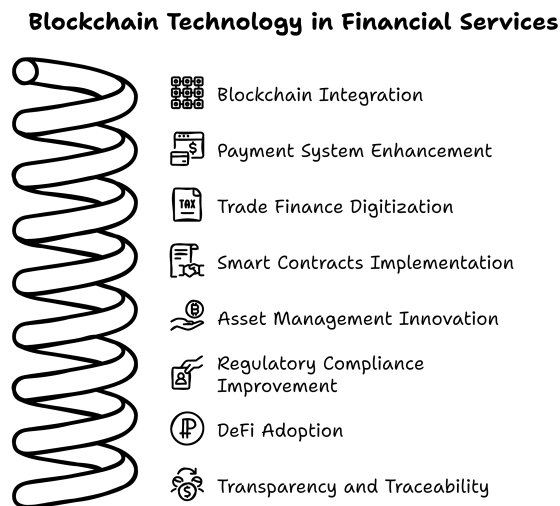 Blockchain Technology in Financial Services
Blockchain Integration
Payment System Enhancement
TAX
Trade Finance Digitization
Smart Contracts Implementation
Asset Management Innovation
Regulatory Compliance
Improvement
DeFi Adoption
Transparency and Traceability